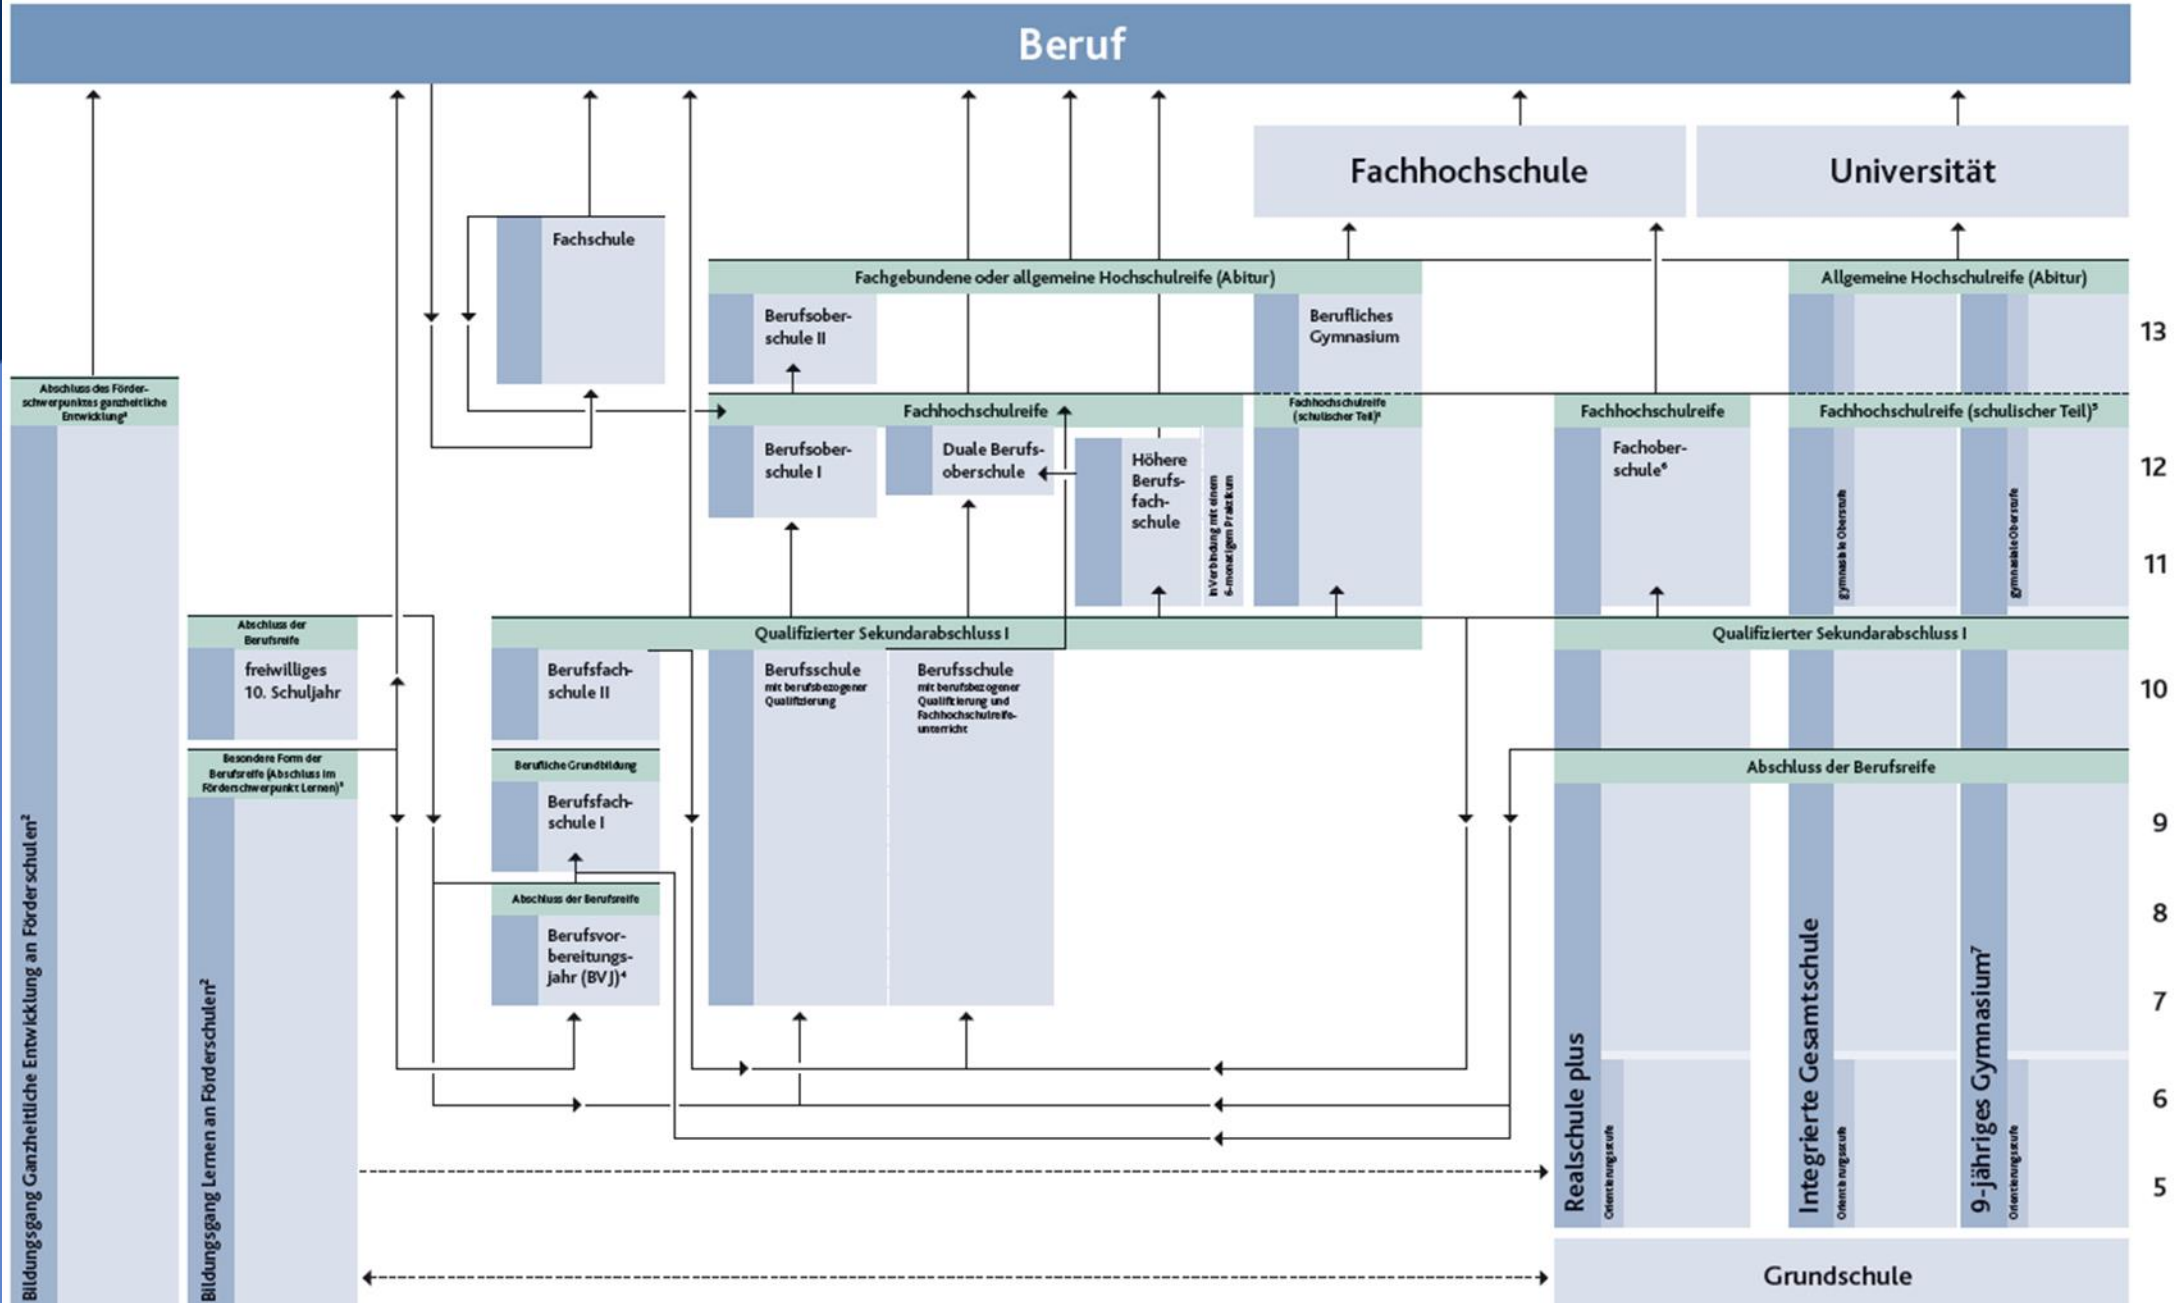 Beruf
Fachhochschule
Universität
Fachschule
Fachgebundene oder allgemeine Hochschulreife (Abitur)
Allgemeine Hochschulreife (Abitur)
Berufsober-
schule II
Berufliches
Gymnasium
13
Abschluss des Förder-
schwerpunktes ganzheitliche
Entwicklung
Fachhochschulreife
Fachhochschulreife
(schulischer Teil)
Fachhochschulreife
Fachhochschulreife (schulischer Teil)⁵
Berufsober-
schule I
Duale Berufs-
oberschule
Höhere
Berufs-
fach-
schule
in Verbindung mit einem
6-monatigem Praktikum
Fachober-
schule⁶
gymnasiale Oberstufe
gymnasiale Oberstufe
12
11
Abschluss der
Berufsreife
freiwilliges
10. Schuljahr
Qualifizierter Sekundarabschluss I
Qualifizierter Sekundarabschluss I
Berufsfach-
schule II
Berufsschule
mit berufsbezogener
Qualifizierung
Berufsschule
mit berufsbezogener
Qualifizierung und
Fachhochschulreife-
unterricht
10
Besondere Form der
Berufsreife (Abschluss im
Förderschwerpunkt Lernen)³
Berufliche Grundbildung
Abschluss der Berufsreife
Berufsfach-
schule I
9
Abschluss der Berufsreife
Berufsvor-
bereitungs-
jahr (BVJ)⁴
8
7
6
5
Bildungsgang Ganzheitliche Entwicklung an Förderschulen²
Bildungsgang Lernen an Förderschulen²
Realschule plus
Orientierungsstufe
Integrierte Gesamtschule
Orientierungsstufe
9-jähriges Gymnasium⁷
Orientierungsstufe
Grundschule